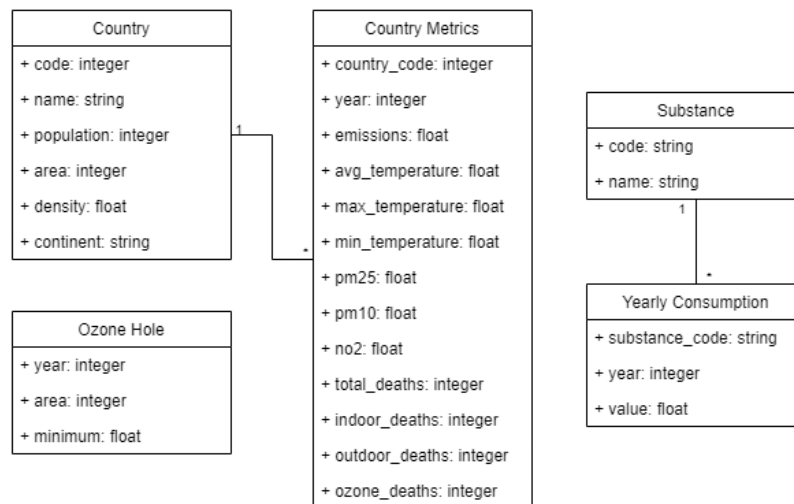 Country
+ code: integer
+ name: string
+ population: integer
+ area: integer
+ density: float
+ continent: string
1
*
Ozone Hole
+ year: integer
+ area: integer
+ minimum: float
Country Metrics
+ country_code: integer
+ year: integer
+ emissions: float
+ avg_temperature: float
+ max_temperature: float
+ min_temperature: float
+ pm25: float
+ pm10: float
+ no2: float
+ total_deaths: integer
+ indoor_deaths: integer
+ outdoor_deaths: integer
+ ozone_deaths: integer
Substance
+ code: string
+ name: string
1
*
Yearly Consumption
+ substance_code: string
+ year: integer
+ value: float